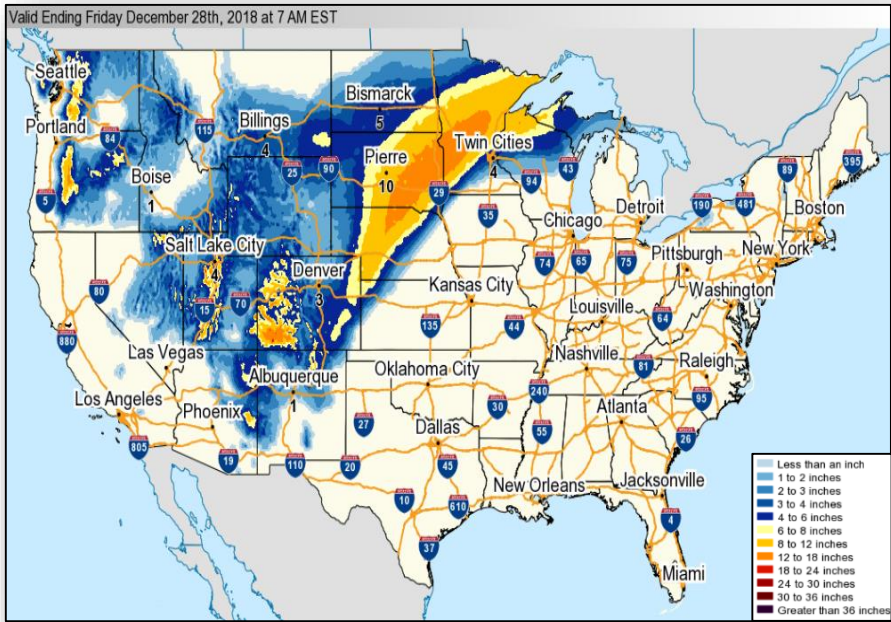 Valid Ending Friday December 28th, 2018 at 7 AM EST
Seattle
Portland
84
5
115
Billings
4
Bismarck
5
Boise
1
25
90
Pierre
10
Twin Cities
4
29
94
43
35
Salt Lake City
4
Denver
3
15
70
80
880
Chicago
Detroit
74
65
75
190
481
89
395
Boston
Pittsburgh
New York
Washington
Kansas City
135
44
Louisville
64
Las Vegas
Los Angeles
805
Phoenix
19
Albuquerque
1
110
Oklahoma City
27
20
30
240
Nashville
81
Raleigh
95
Atlanta
26
Dallas
45
55
10
610
37
New Orleans
Jacksonville
4
Miami
Less than an inch
1 to 2 inches
2 to 3 inches
3 to 4 inches
4 to 6 inches
6 to 8 inches
8 to 12 inches
12 to 18 inches
18 to 24 inches
24 to 30 inches
30 to 36 inches
Greater than 36 inches